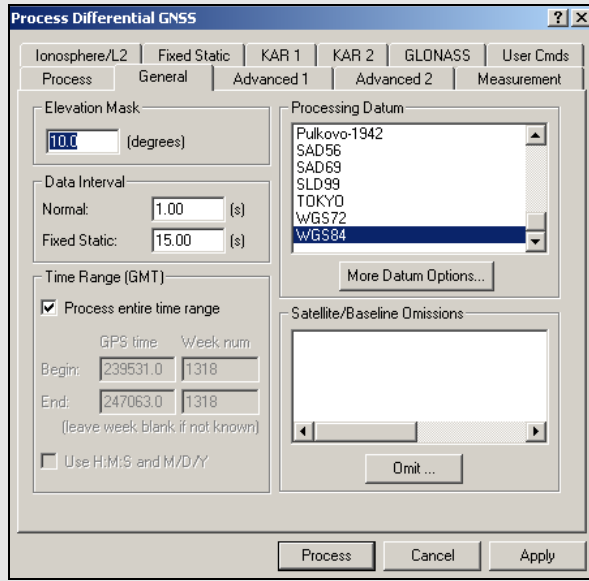 Process Differential GNSS
Ionosphere/L2 Fixed Static KAR 1 KAR 2 GLONASS User Cmds
Process General Advanced 1 Advanced 2 Measurement
Elevation Mask
10.0 (degrees)
Data Interval
Normal: 1.00 (s)
Fixed Static: 15.00 (s)
Time Range (GMT)
Process entire time range
GPS time Week num
Begin: 239531.0 1318
End: 247063.0 1318
(leave week blank if not known)
Use H:M:S and M/D/Y
Processing Datum
Pulkovo-1942
SAD56
SAD69
SLD99
TOKYO
WGS72
WGS84
More Datum Options...
Satellite/Baseline Omissions
Omit ...
Process Cancel Apply